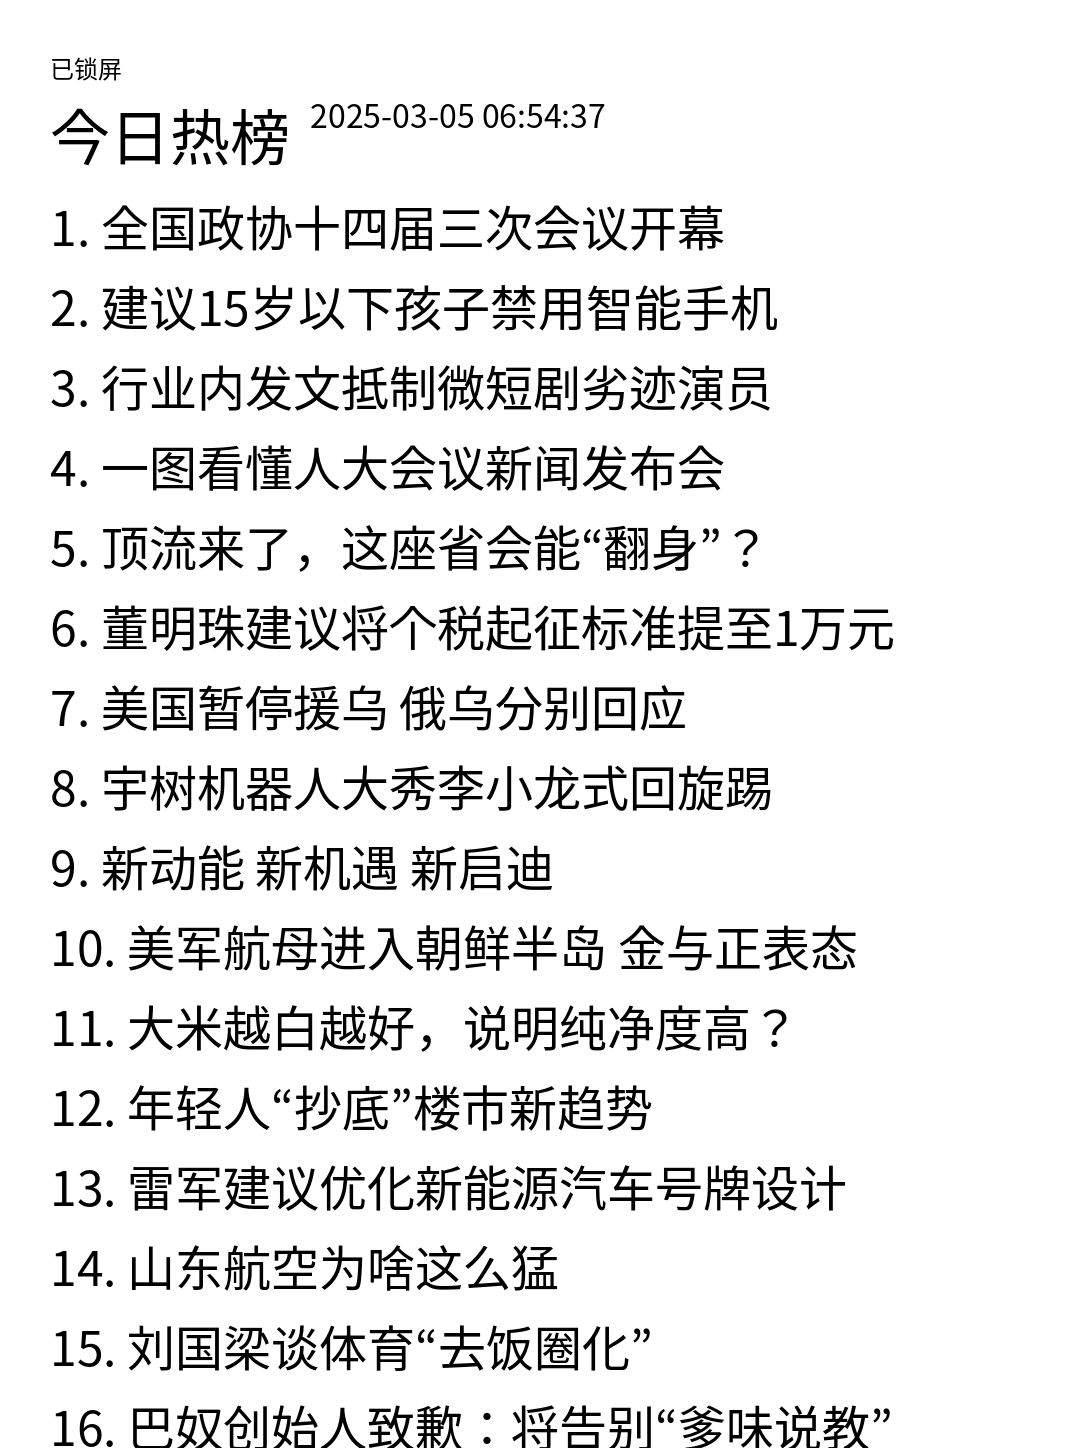 已锁屏
今日热榜 2025-03-05 06:54:37
1. 全国政协十四届三次会议开幕
2. 建议15岁以下孩子禁用智能手机
3. 行业内发文抵制微短剧劣迹演员
4. 一图看懂人大会议新闻发布会
5. 顶流来了，这座省会能“翻身”？
6. 董明珠建议将个税起征标准提至1万元
7. 美国暂停援乌 俄乌分别回应
8. 宇树机器人大秀李小龙式回旋踢
9. 新动能 新机遇 新启迪
10. 美军航母进入朝鲜半岛 金与正表态
11. 大米越白越好，说明纯净度高？
12. 年轻人“抄底”楼市新趋势
13. 雷军建议优化新能源汽车号牌设计
14. 山东航空为啥这么猛
15. 刘国梁谈体育“去饭圈化”
16. 巴奴创始人致歉：将告别“爹味说教”